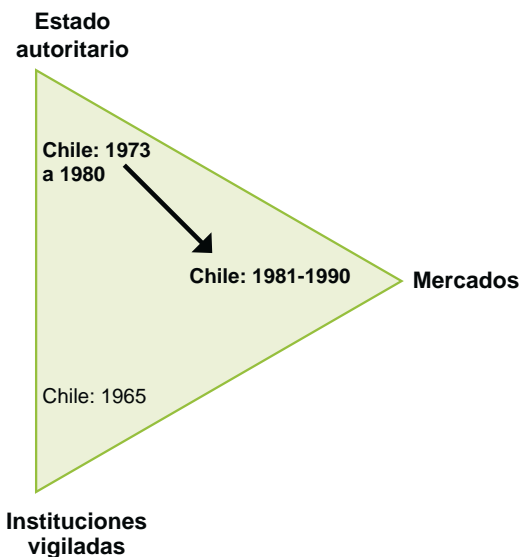 Estado
autoritario
Chile: 1973
a 1980
Chile: 1981-1990
Mercados
Chile: 1965
Instituciones
vigiladas